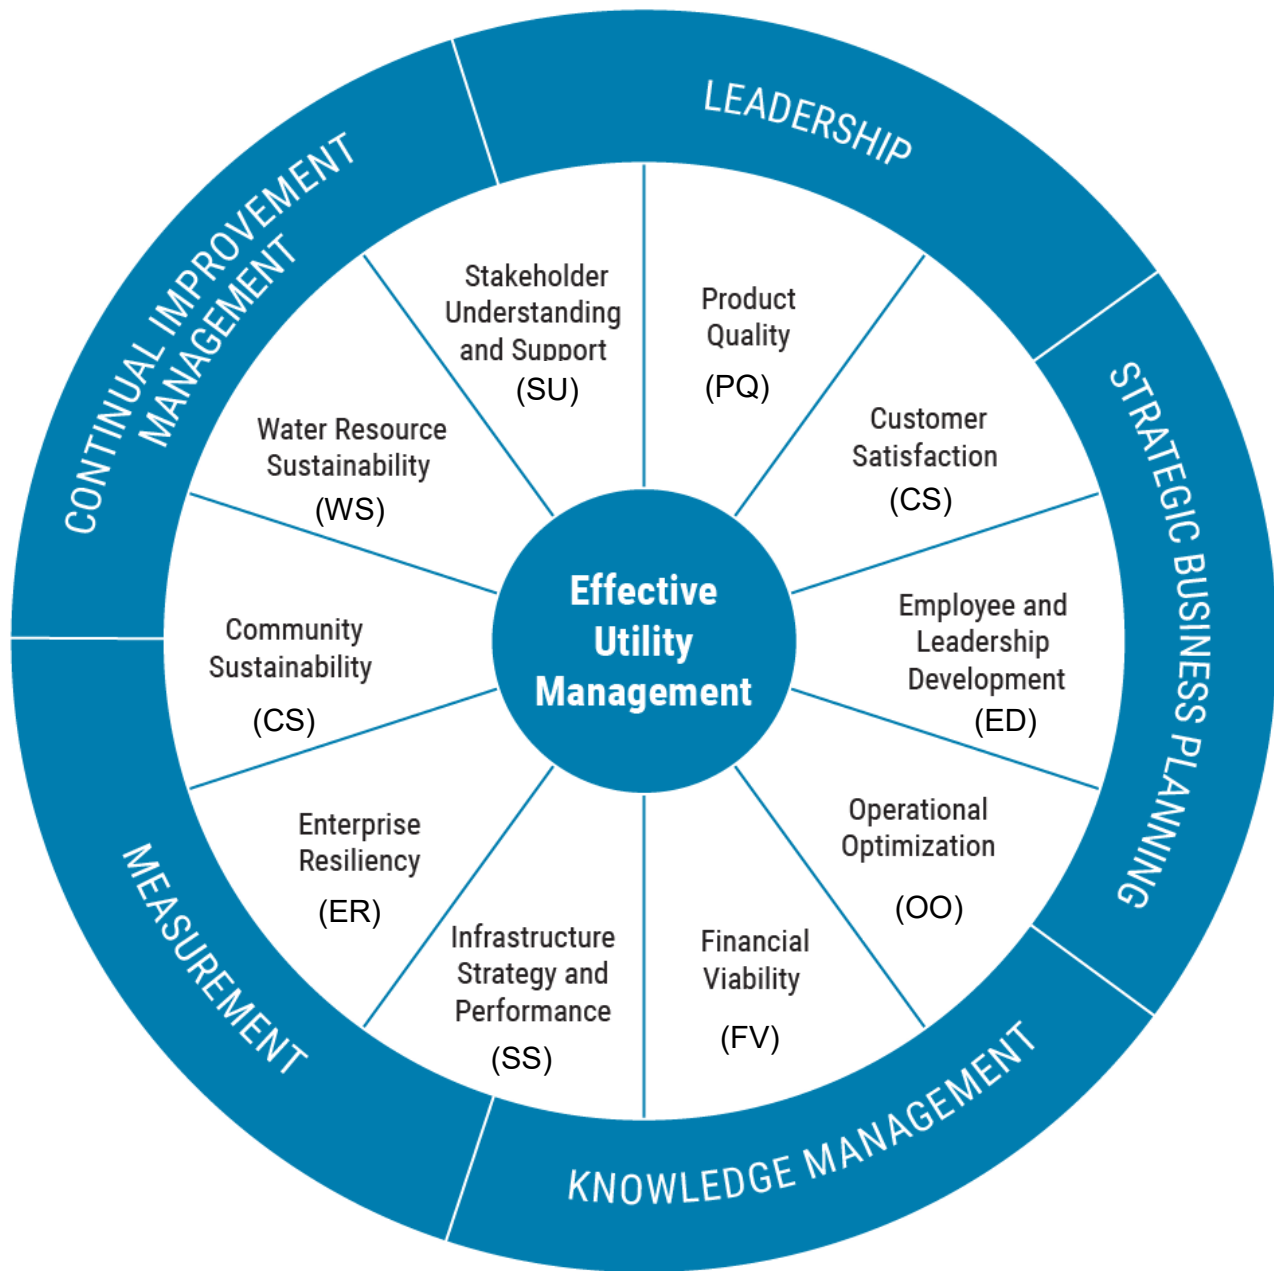 LEADERSHIP
STRATEGIC BUSINESS PLANNING
KNOWLEDGE MANAGEMENT
MEASUREMENT
CONTINUAL IMPROVEMENT
MANAGEMENT
Product
Quality
(PQ)
Customer
Satisfaction
(CS)
Employee and
Leadership
Development
(ED)
Operational
Optimization
(OO)
Financial
Viability
(FV)
Infrastructure
Strategy and
Performance
(SS)
Enterprise
Resiliency
(ER)
Community
Sustainability
(CS)
Water Resource
Sustainability
(WS)
Stakeholder
Understanding
and Support
(SU)
Effective
Utility
Management